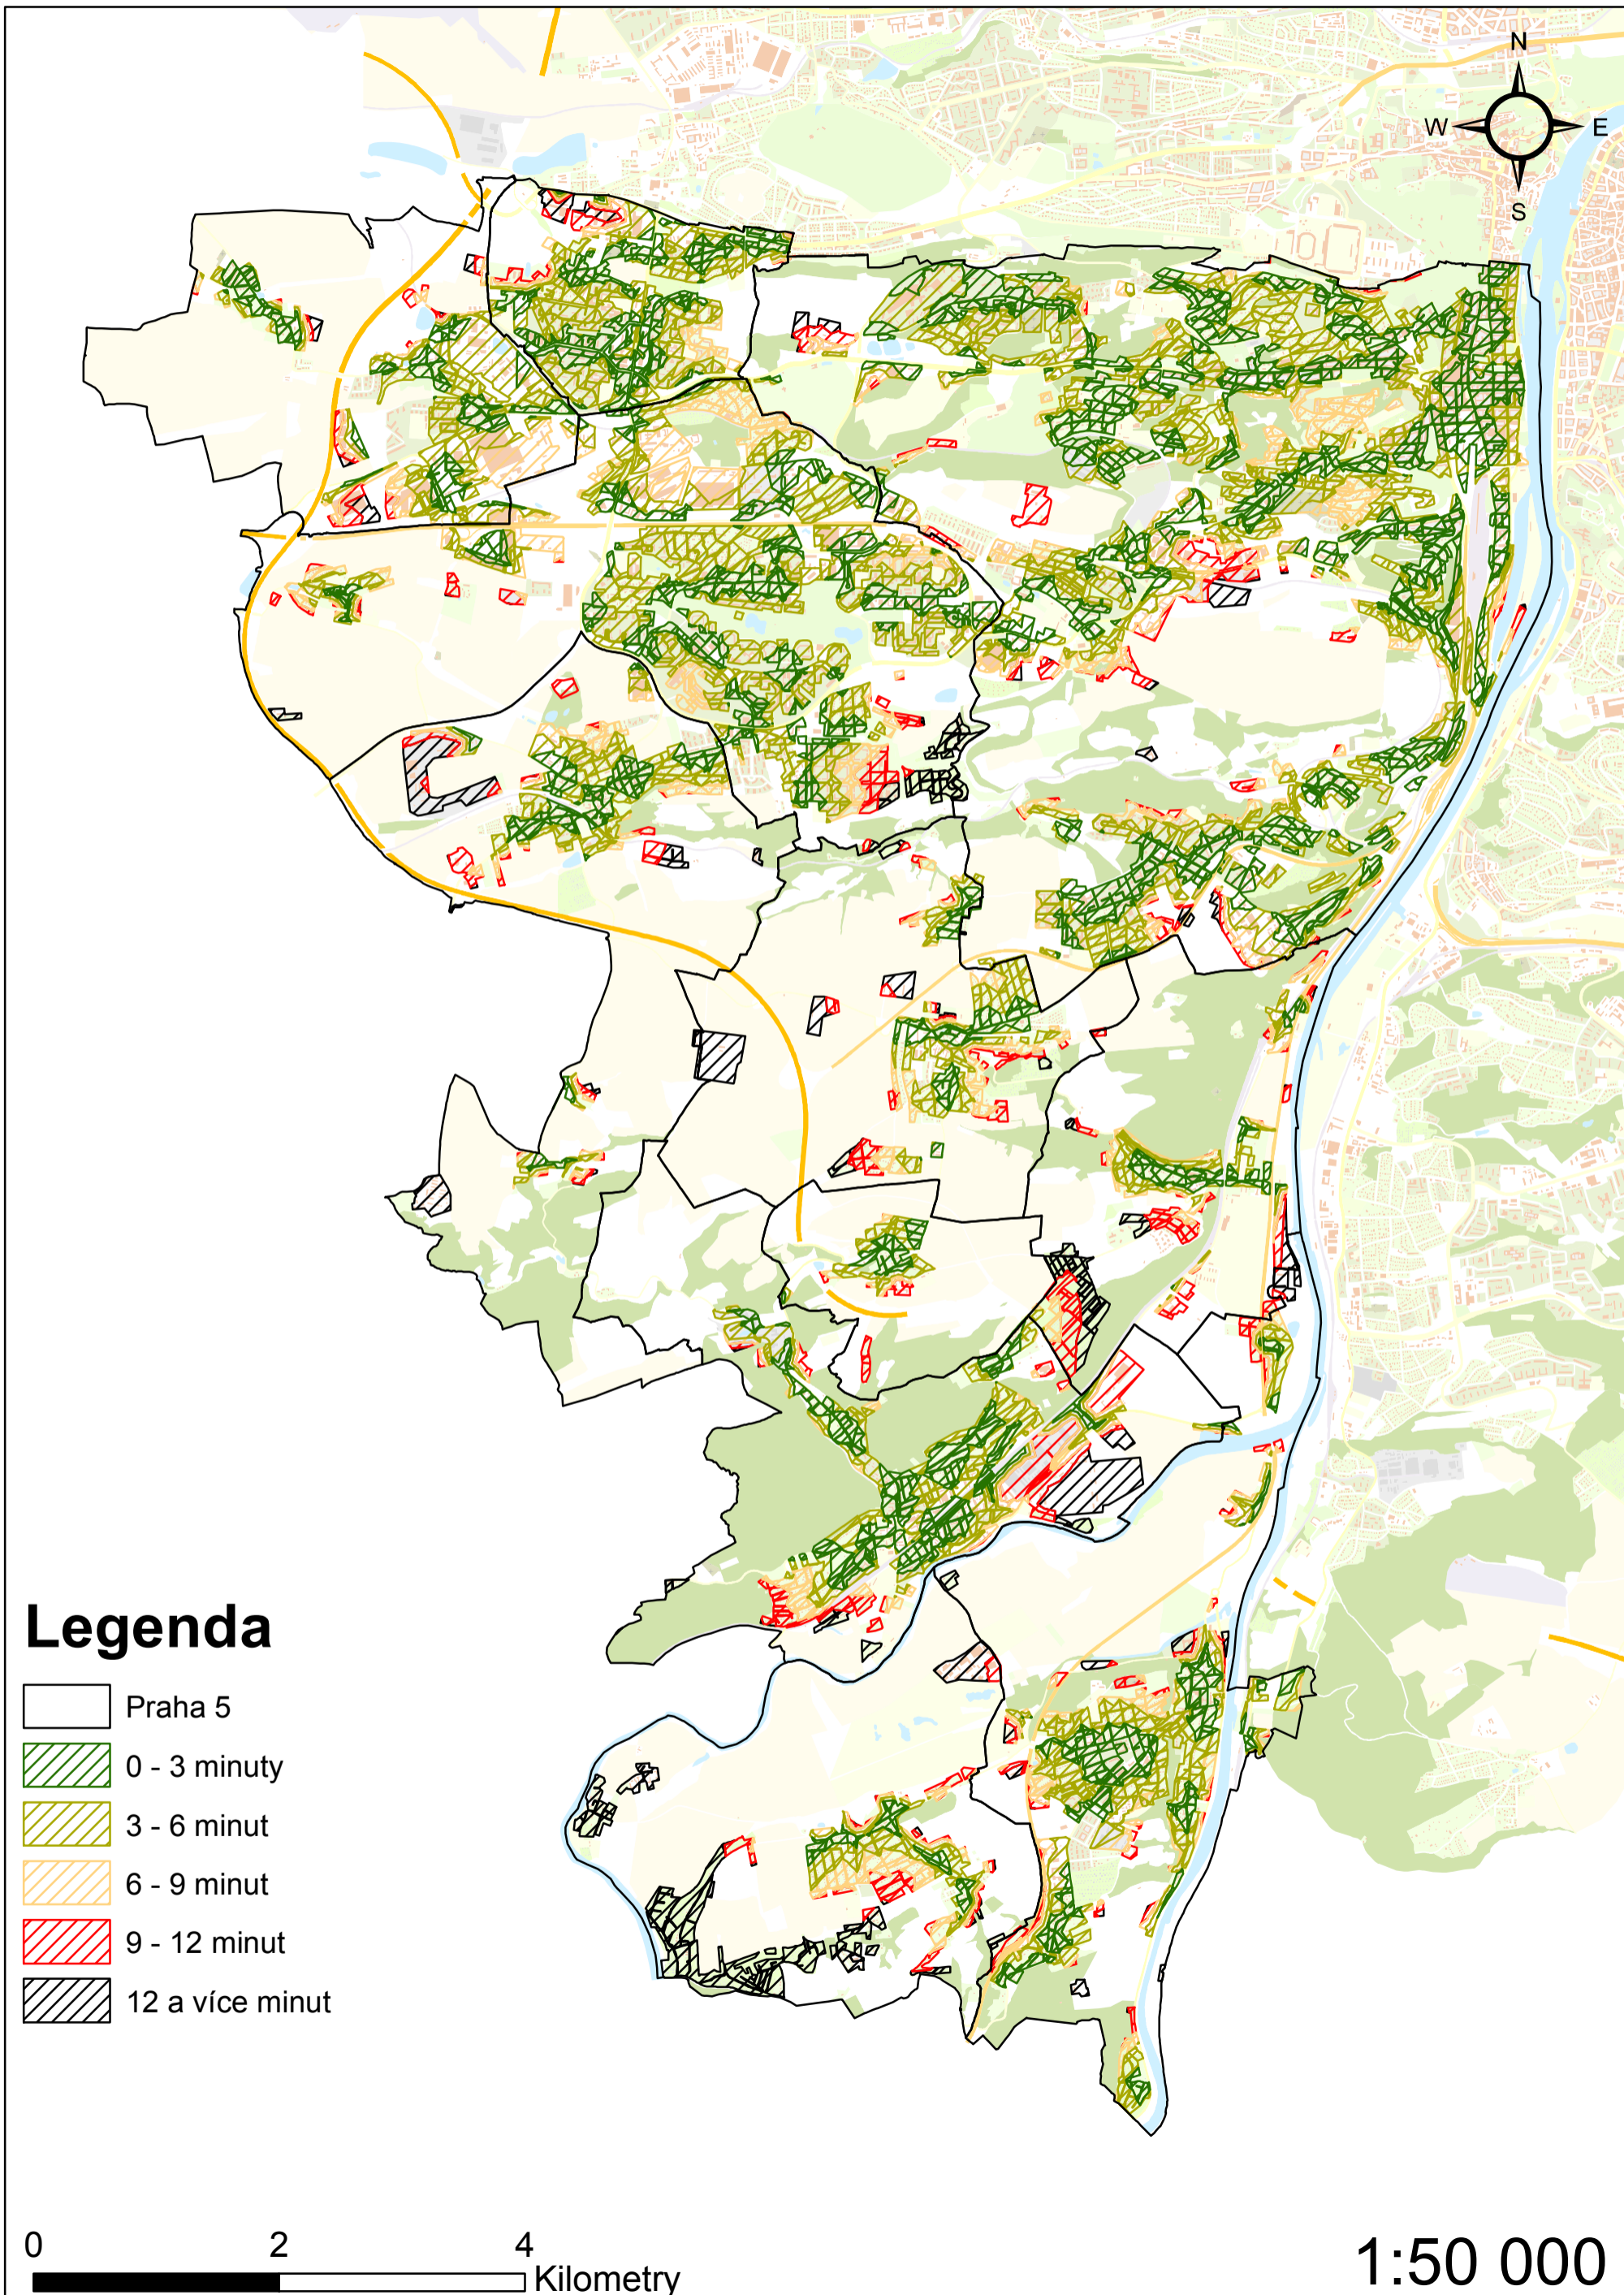 N
W E
S
Legenda
Praha 5
0 - 3 minuty
3 - 6 minut
6 - 9 minut
9 - 12 minut
12 a více minut
0 2 4
Kilometry
1:50 000